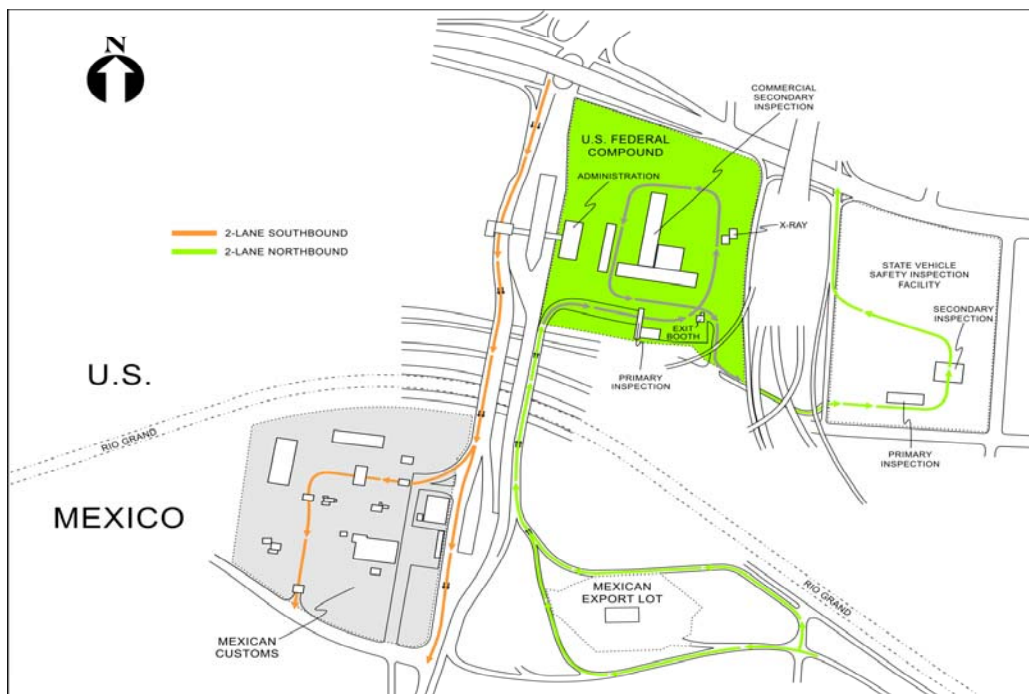 N
COMMERCIAL
SECONDARY
INSPECTION
U.S. FEDERAL
COMPOUND
ADMINISTRATION
X-RAY
2-LANE SOUTHBOUND
2-LANE NORTHBOUND
STATE VEHICLE
SAFETY INSPECTION
FACILITY
SECONDARY
INSPECTION
EXIT
BOOTH
PRIMARY
INSPECTION
U.S.
RIO GRAND
PRIMARY
INSPECTION
MEXICO
MEXICAN
EXPORT LOT
RIO GRAND
MEXICAN
CUSTOMS